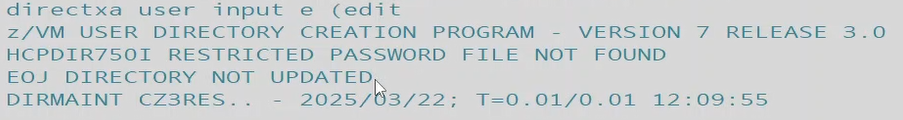 directxa user input e (edit
z/VM USER DIRECTORY CREATION PROGRAM - VERSION 7 RELEASE 3.0
HCPDIR750I RESTRICTED PASSWORD FILE NOT FOUND
EOJ DIRECTORY NOT UPDATED
DIRMAINT CZ3RES.. - 2025/03/22; T=0.01/0.01 12:09:55